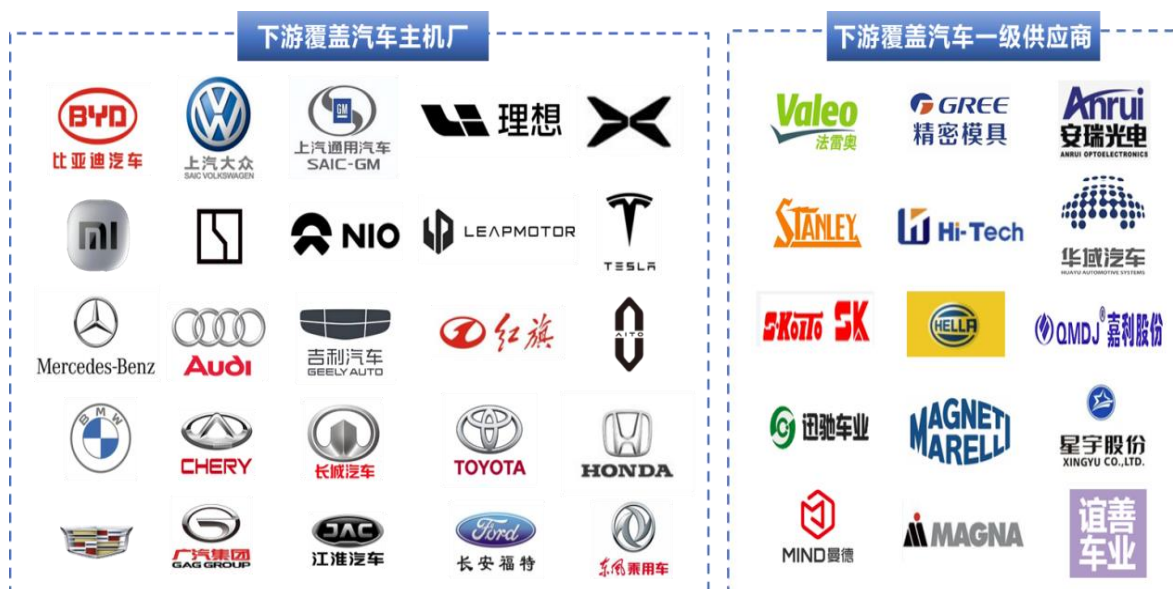 下游覆盖汽车主机厂
BYD
比亚迪汽车
上汽大众
SAIC VOLKSWAGEN
GM
上汽通用汽车
SAIC-GM
理想
mi
NIO
LEAPMOTOR
TESLA
Mercedes-Benz
Audi
吉利汽车
GEELY AUTO
红旗
AITO
BMW
CHERY
长城汽车
TOYOTA
HONDA
广汽集团
GAG GROUP
JAC
江淮汽车
Ford
长安福特
东风乘用车
下游覆盖汽车一级供应商
Valeo
法雷奥
GREE
精密模具
Anrui
安瑞光电
ANRUI OPTOELECTRONICS
STANLEY
Hi-Tech
华域汽车
HUAYU AUTOMOTIVE SYSTEMS
S·KOITO SK
HELLA
QMDJ®嘉利股份
迅驰车业
MAGNETI
MARELLI
星宇股份
XINGYU CO.,LTD.
MIND曼德
MAGNA
谊善
车业